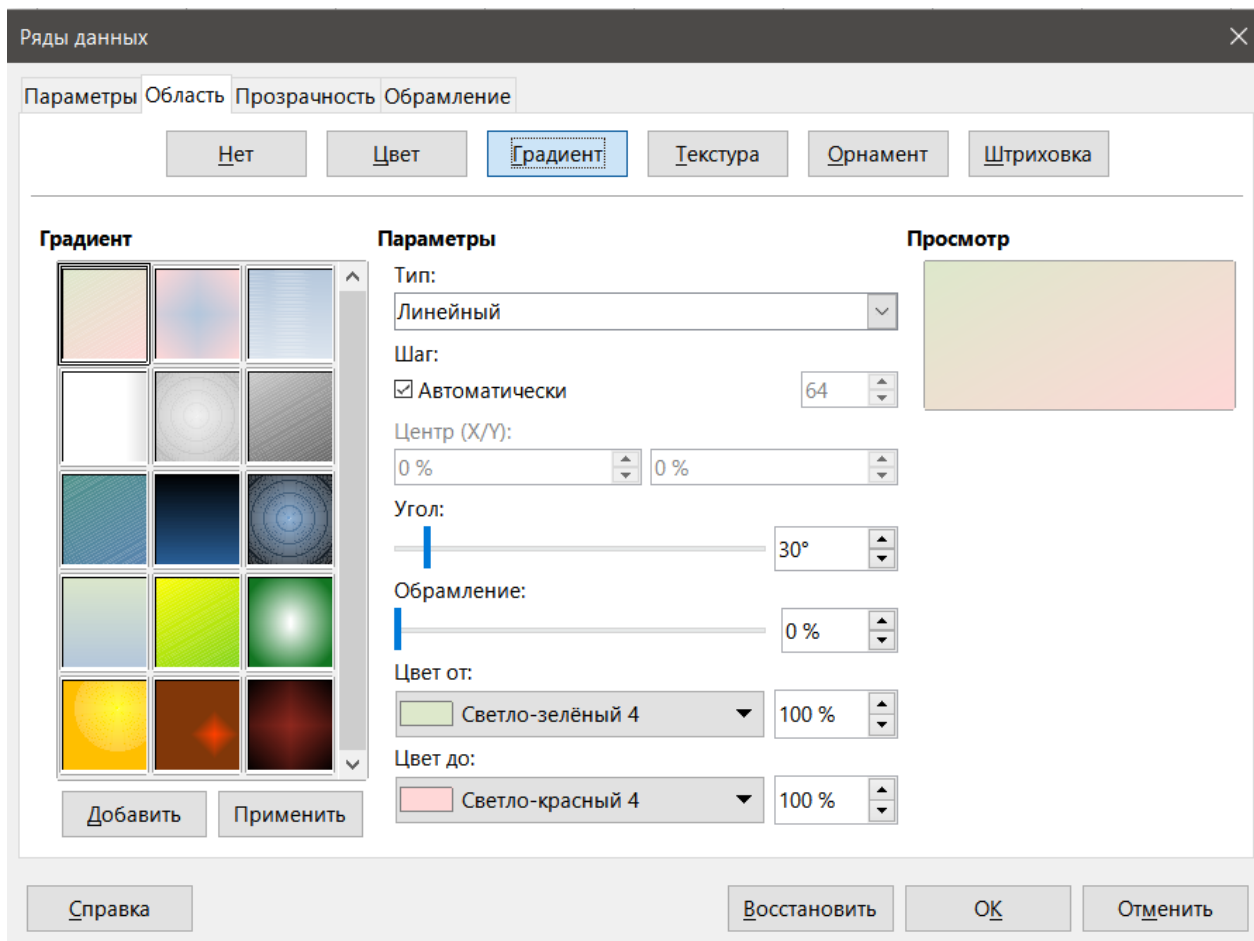 Ряды данных
Параметры Область Прозрачность Обрамление
Нет Цвет Градиент Текстура Орнамент Штриховка
Градиент Параметры Просмотр
Тип:
Линейный
Шаг:
Автоматически 64
Центр (X/Y):
0 % 0 %
Угол:
30°
Обрамление:
0 %
Цвет от:
Светло-зелёный 4 100 %
Цвет до:
Светло-красный 4 100 %
Добавить Применить
Справка Восстановить ОК Отменить